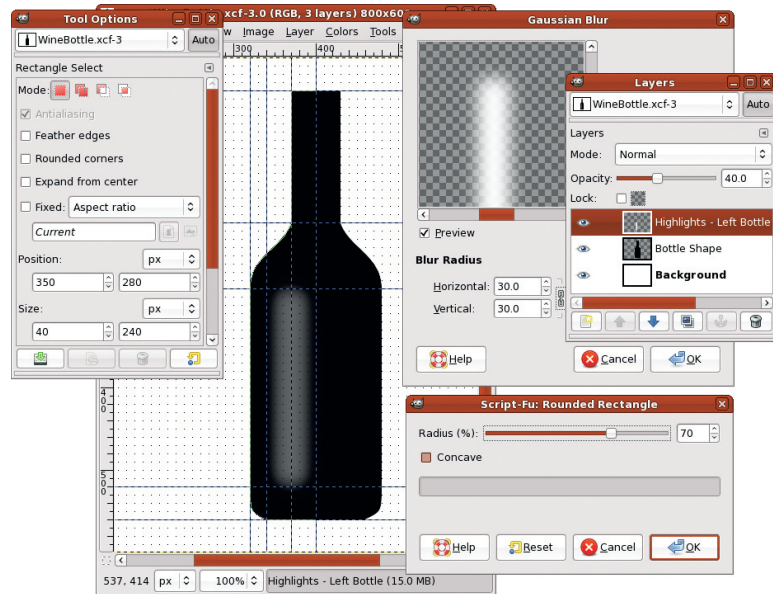 Tool Options
WineBottle.xcf-3
Auto
Rectangle Select
Mode:
Antialiasing
Feather edges
Rounded corners
Expand from center
Fixed: Aspect ratio
Current
Position:
px
350
280
Size:
px
40
240
.xcf-3.0 (RGB, 3 layers) 800x60
w Image Layer Colors Tools
300
400
5
400
500
537, 414 px 100% Highlights - Left Bottle (15.0 MB)
Gaussian Blur
Preview
Blur Radius
Horizontal: 30.0
Vertical: 30.0
Help
Cancel
OK
Layers
WineBottle.xcf-3
Auto
Layers
Mode: Normal
Opacity: 40.0
Lock:
Highlights - Left Bottle
Bottle Shape
Background
Script-Fu: Rounded Rectangle
Radius (%): 70
Concave
Help
Reset
Cancel
OK